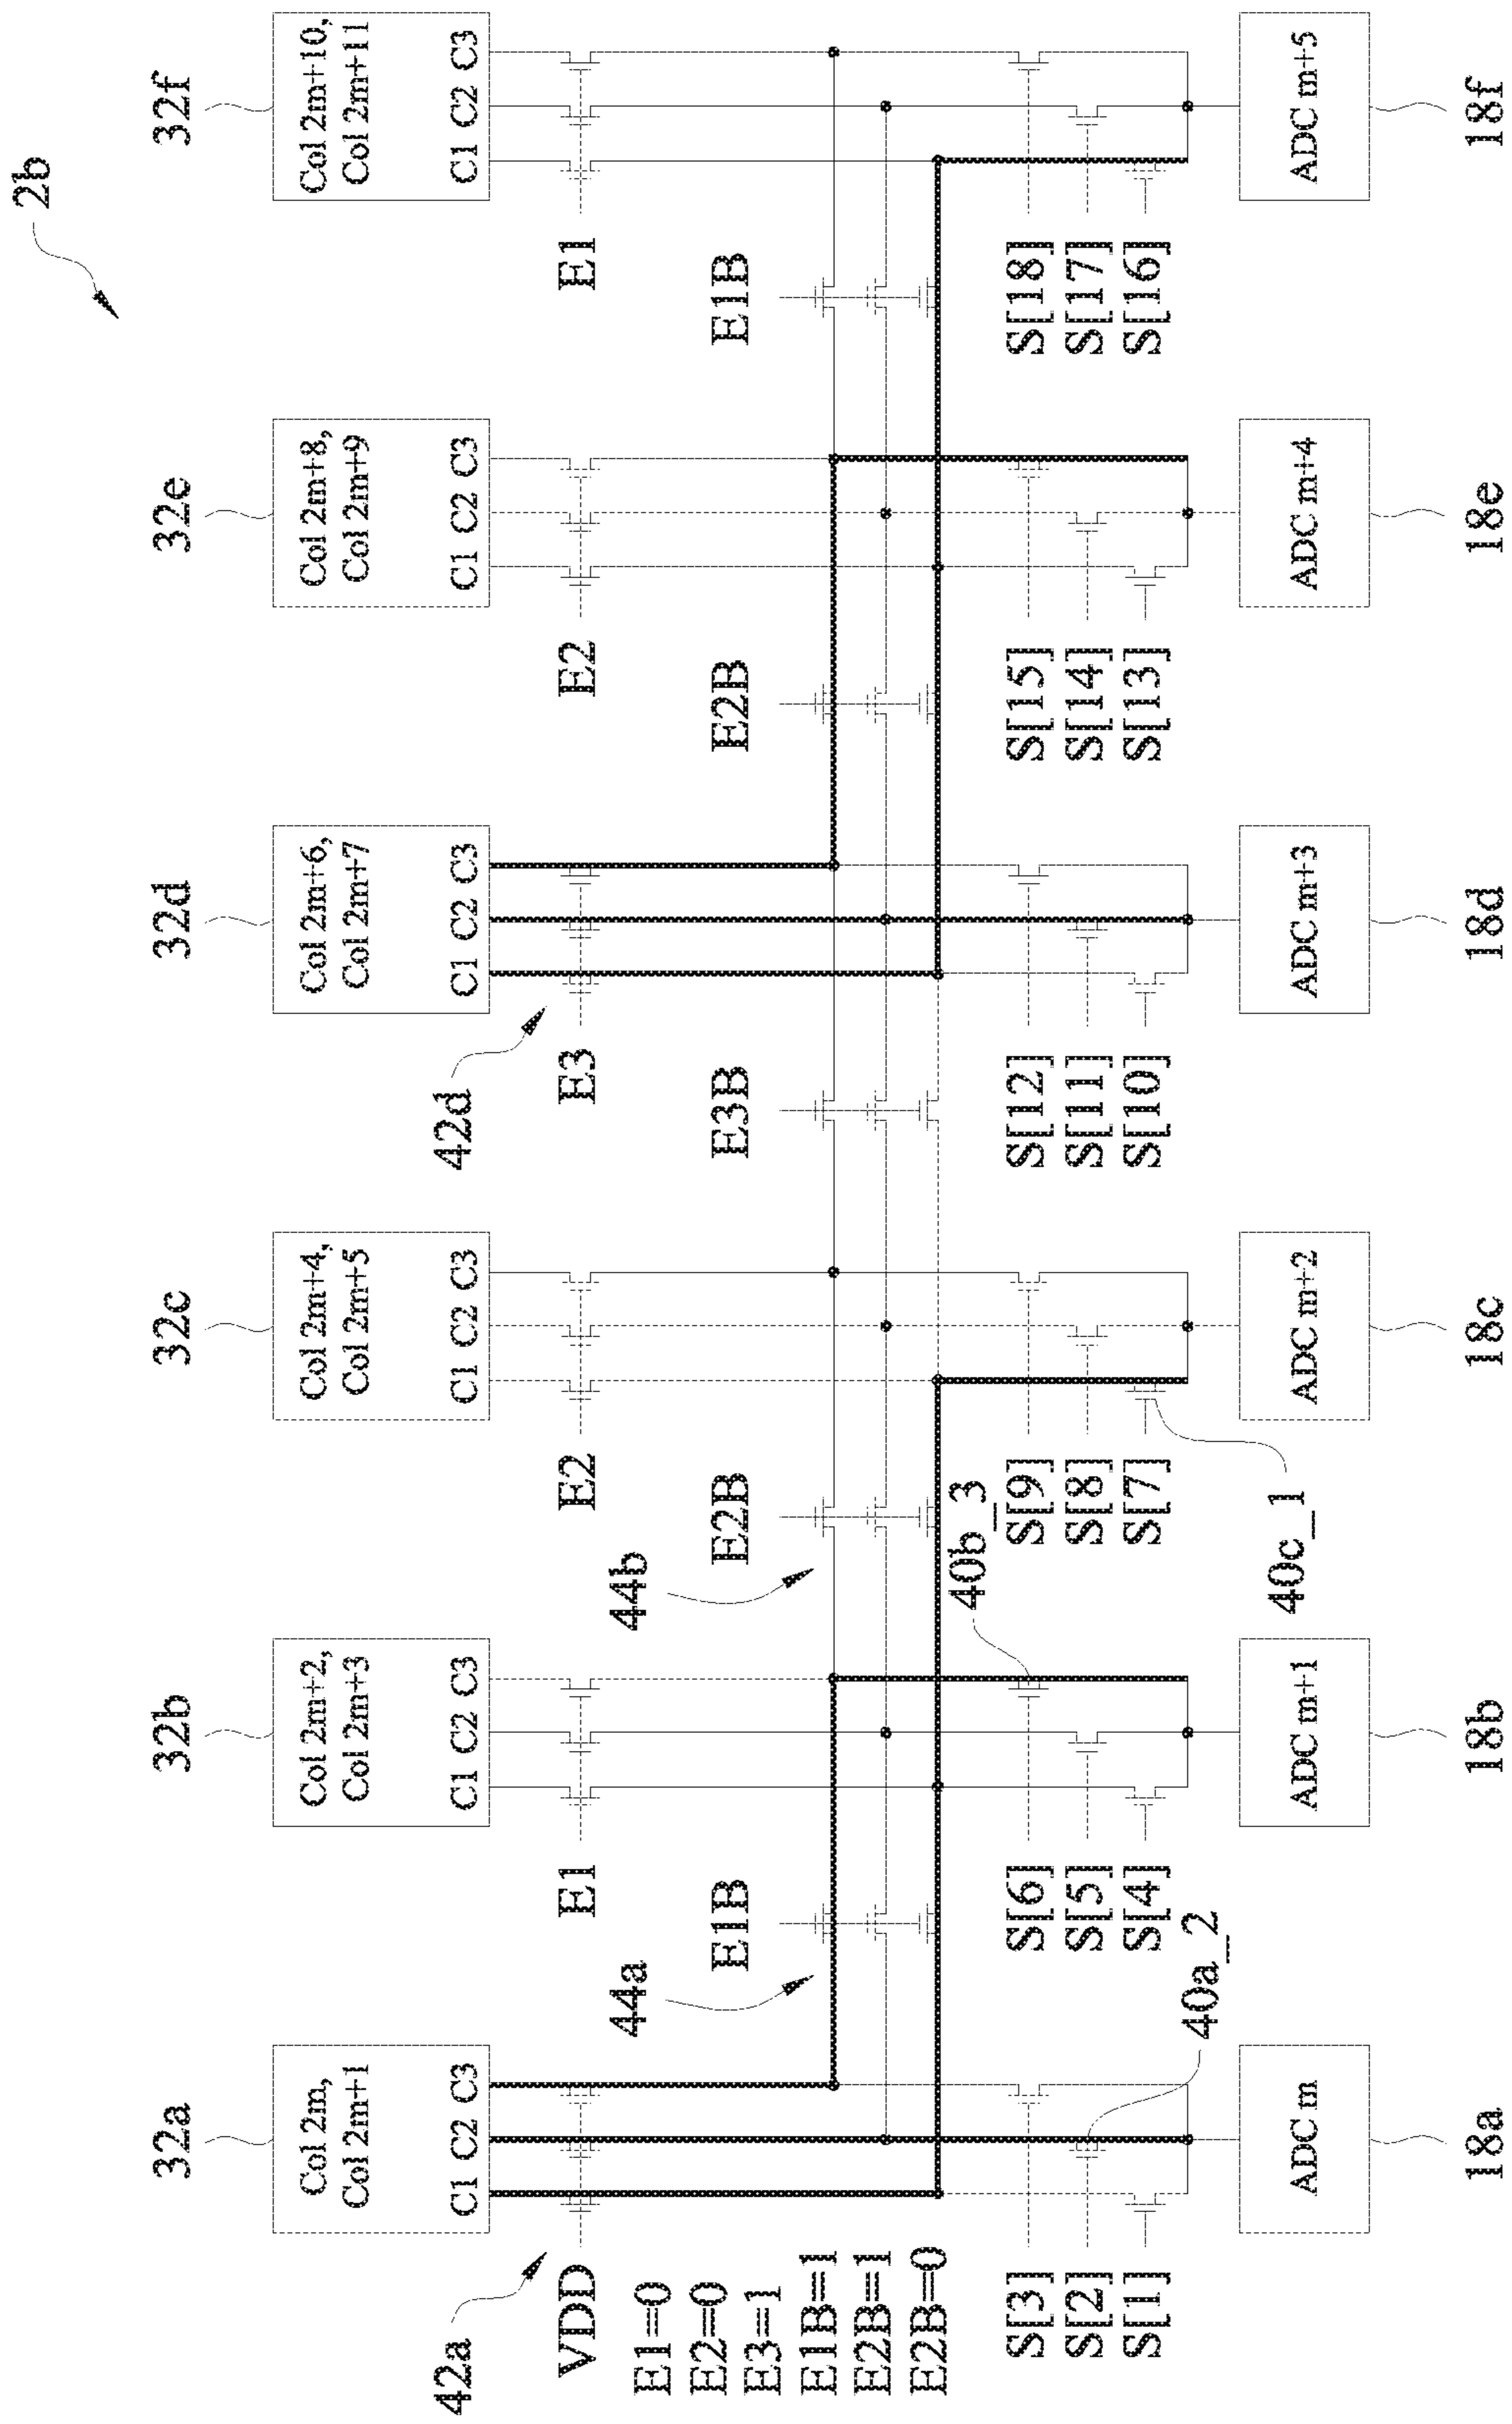 2b
32a
32b
32c
32d
32e
32f
Col 2m,
Col 2m+1
C1 C2 C3
Col 2m+2,
Col 2m+3
C1 C2 C3
Col 2m+4,
Col 2m+5
C1 C2 C3
Col 2m+6,
Col 2m+7
C1 C2 C3
Col 2m+8,
Col 2m+9
C1 C2 C3
Col 2m+10,
Col 2m+11
C1 C2 C3
42a
42d
VDD
E1
E2
E3
E2
E1
E1=0
E2=0
E3=1
E1B=1
E2B=1
E2B=0
44a
44b
E1B
E2B
E3B
E2B
E1B
40b_3
S[3]
S[2]
S[1]
S[6]
S[5]
S[4]
S[9]
S[8]
S[7]
S[12]
S[11]
S[10]
S[15]
S[14]
S[13]
S[18]
S[17]
S[16]
40a_2
40c_1
ADC m
ADC m+1
ADC m+2
ADC m+3
ADC m+4
ADC m+5
18a
18b
18c
18d
18e
18f